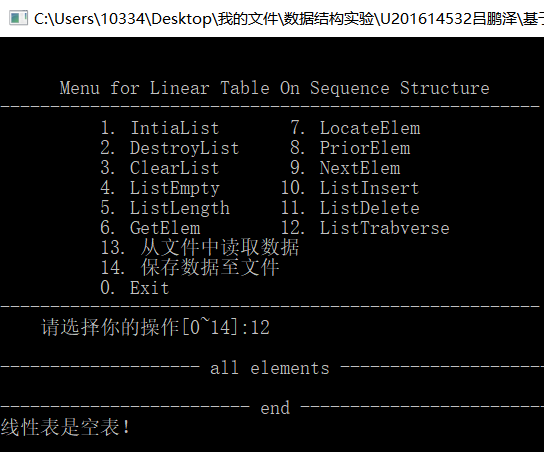 C:\Users\10334\Desktop\我的文件\数据结构实验\U201614532吕鹏泽\基于
Menu for Linear Table On Sequence Structure
------------------------------------------------------
1. IntiaList 7. LocateElem
2. DestroyList 8. PriorElem
3. ClearList 9. NextElem
4. ListEmpty 10. ListInsert
5. ListLength 11. ListDelete
6. GetElem 12. ListTrabverse
13. 从文件中读取数据
14. 保存数据至文件
0. Exit
------------------------------------------------------
请选择你的操作[0~14]:12
-------------------- all elements --------------------
------------------------- end ------------------------
线性表是空表!